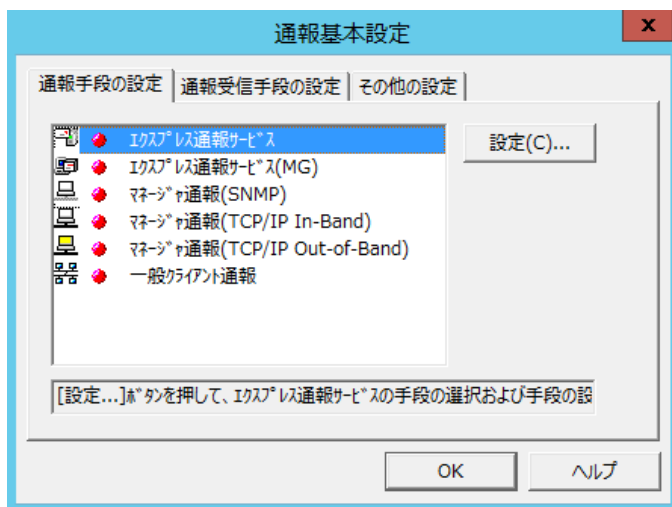 通報基本設定
x
通報手段の設定 通報受信手段の設定 その他の設定
ｴｸｽﾌﾟﾚｽ通報ｻｰﾋﾞｽ
設定(C)...
ｴｸｽﾌﾟﾚｽ通報ｻｰﾋﾞｽ(MG)
ﾏﾈｰｼﾞｬ通報(SNMP)
ﾏﾈｰｼﾞｬ通報(TCP/IP In-Band)
ﾏﾈｰｼﾞｬ通報(TCP/IP Out-of-Band)
一般ｸﾗｲｱﾝﾄ通報
[設定...]ﾎﾞﾀﾝを押して、ｴｸｽﾌﾟﾚｽ通報ｻｰﾋﾞｽの手段の選択および手段の設
OK ヘルプ